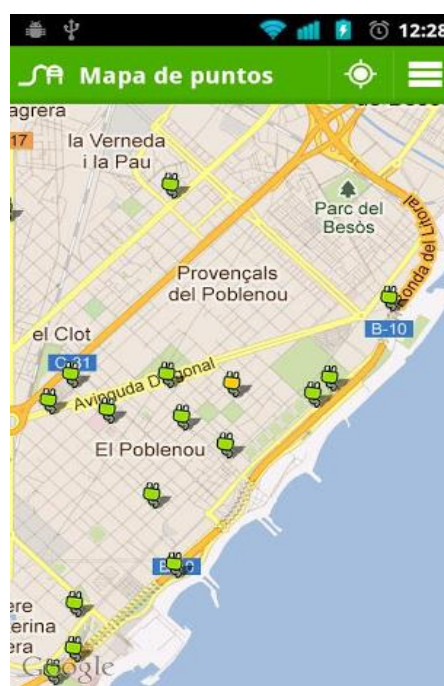 12:28
Mapa de puntos
agrera
17
la Verneda
i la Pau
Parc del
Besòs
Ronda del Litoral
Provençals
del Poblenou
B-10
el Clot
C-31
Avinguda Diagonal
El Poblenou
B-10
ere
erina
era
Google